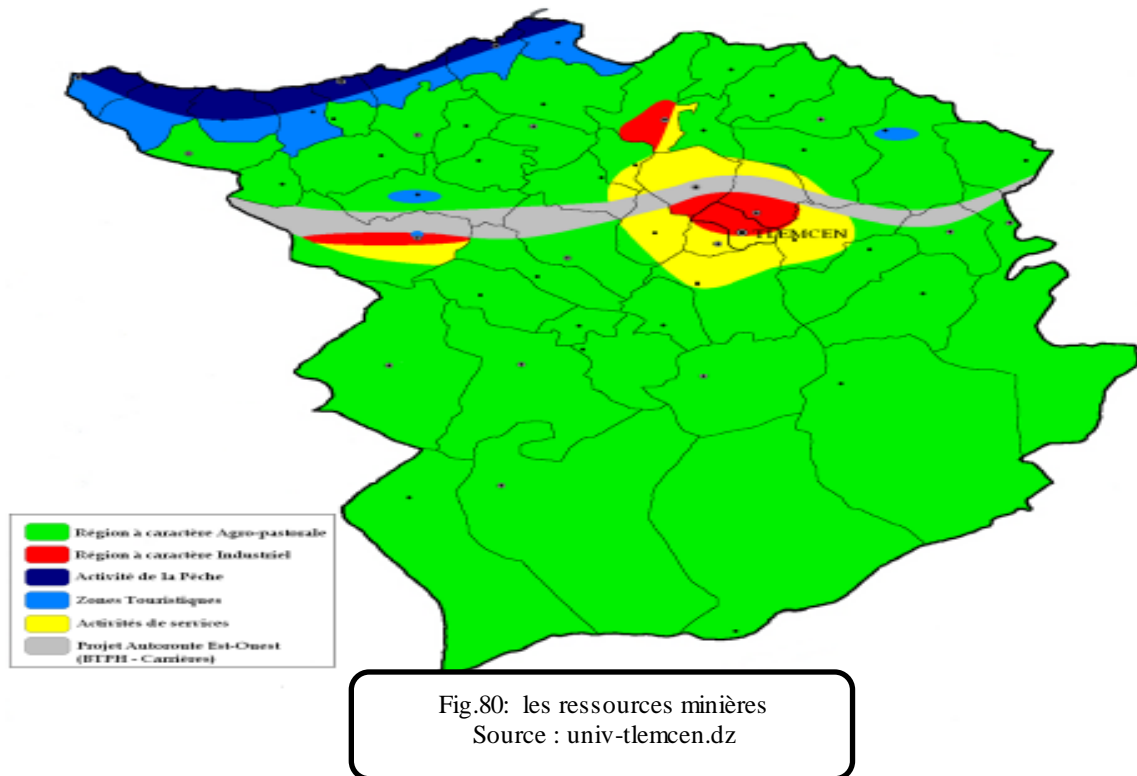 TLEMCEN
Région à caractère Agro-pastorale
Région à caractère Industriel
Activité de la Pêche
Zones Touristiques
Activités de services
Projet Autoroute Est-Ouest
(BTPH - Carrières)
Fig.80: les ressources minières
Source : univ-tlemcen.dz